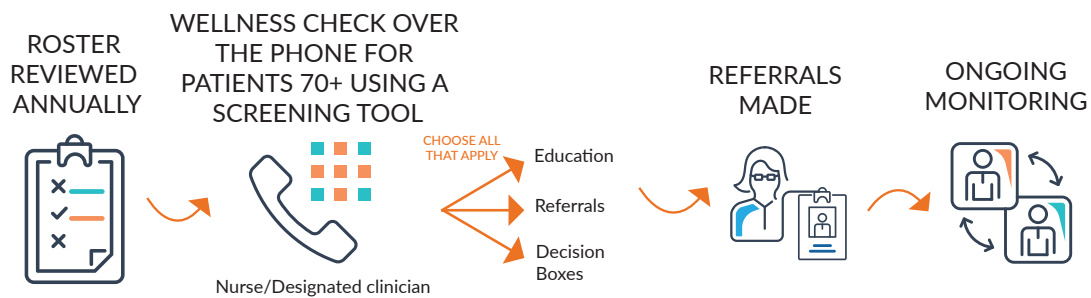 ROSTER
REVIEWED
ANNUALLY
WELLNESS CHECK OVER
THE PHONE FOR
PATIENTS 70+ USING A
SCREENING TOOL
Nurse/Designated clinician
CHOOSE ALL
THAT APPLY
Education
Referrals
Decision
Boxes
REFERRALS
MADE
ONGOING
MONITORING